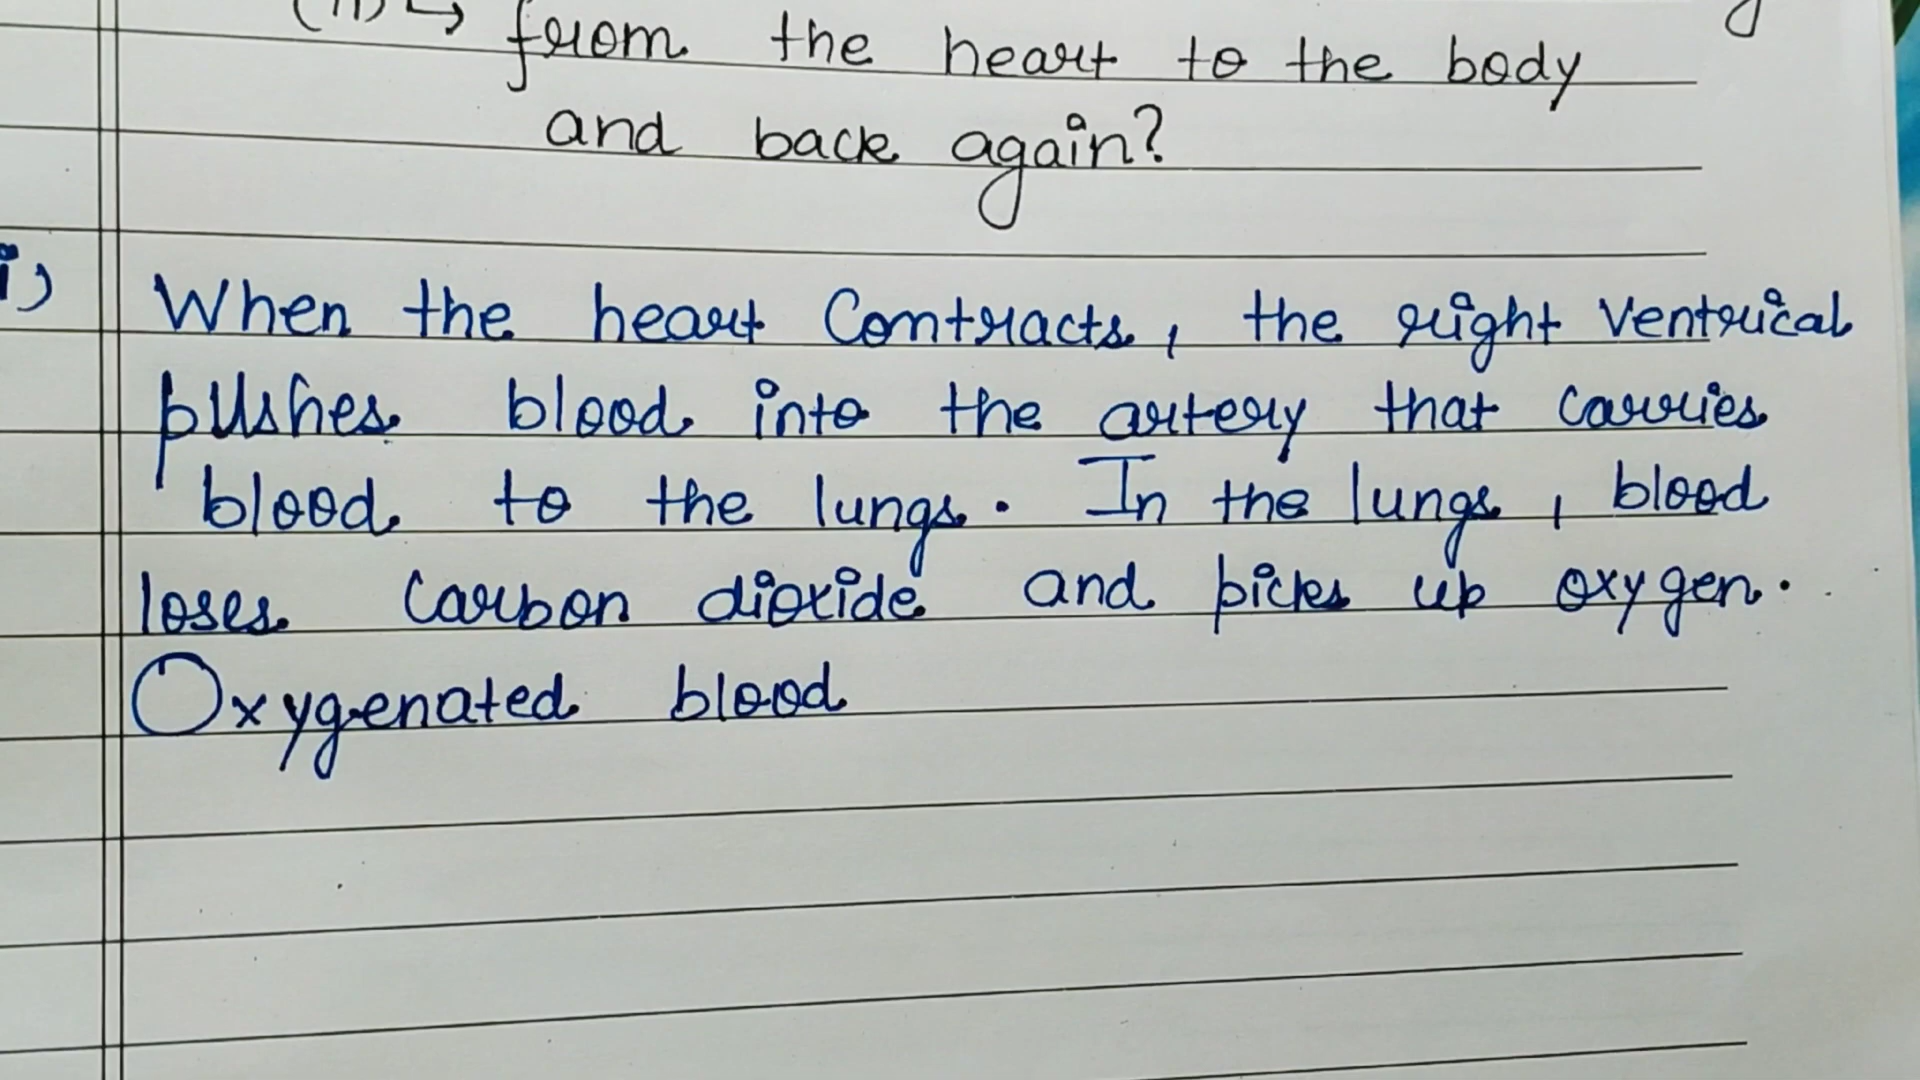 (ii) → from the heart to the body
and back again?
i) When the heart Contracts, the right Ventrical
pushes blood into the artery that carries
blood to the lungs. In the lungs, blood
loses Carbon dioxide and picks up oxygen.
Oxygenated blood